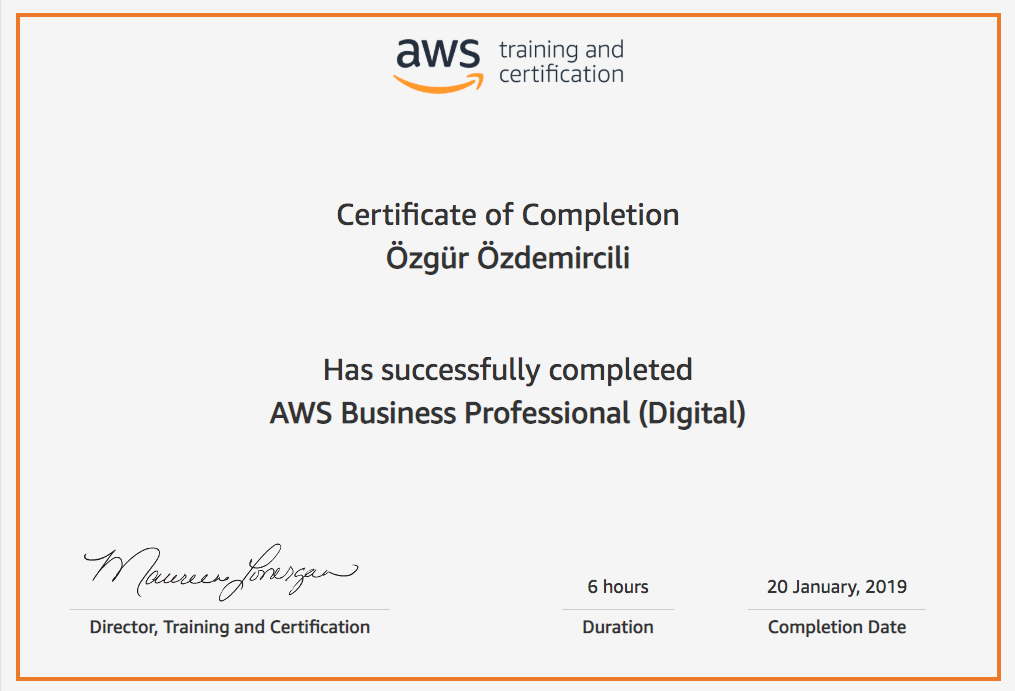 aws training and
certification
Certificate of Completion
Özgür Özdemircili
Has successfully completed
AWS Business Professional (Digital)
Maureen Lonergan
6 hours
20 January, 2019
Director, Training and Certification
Duration
Completion Date